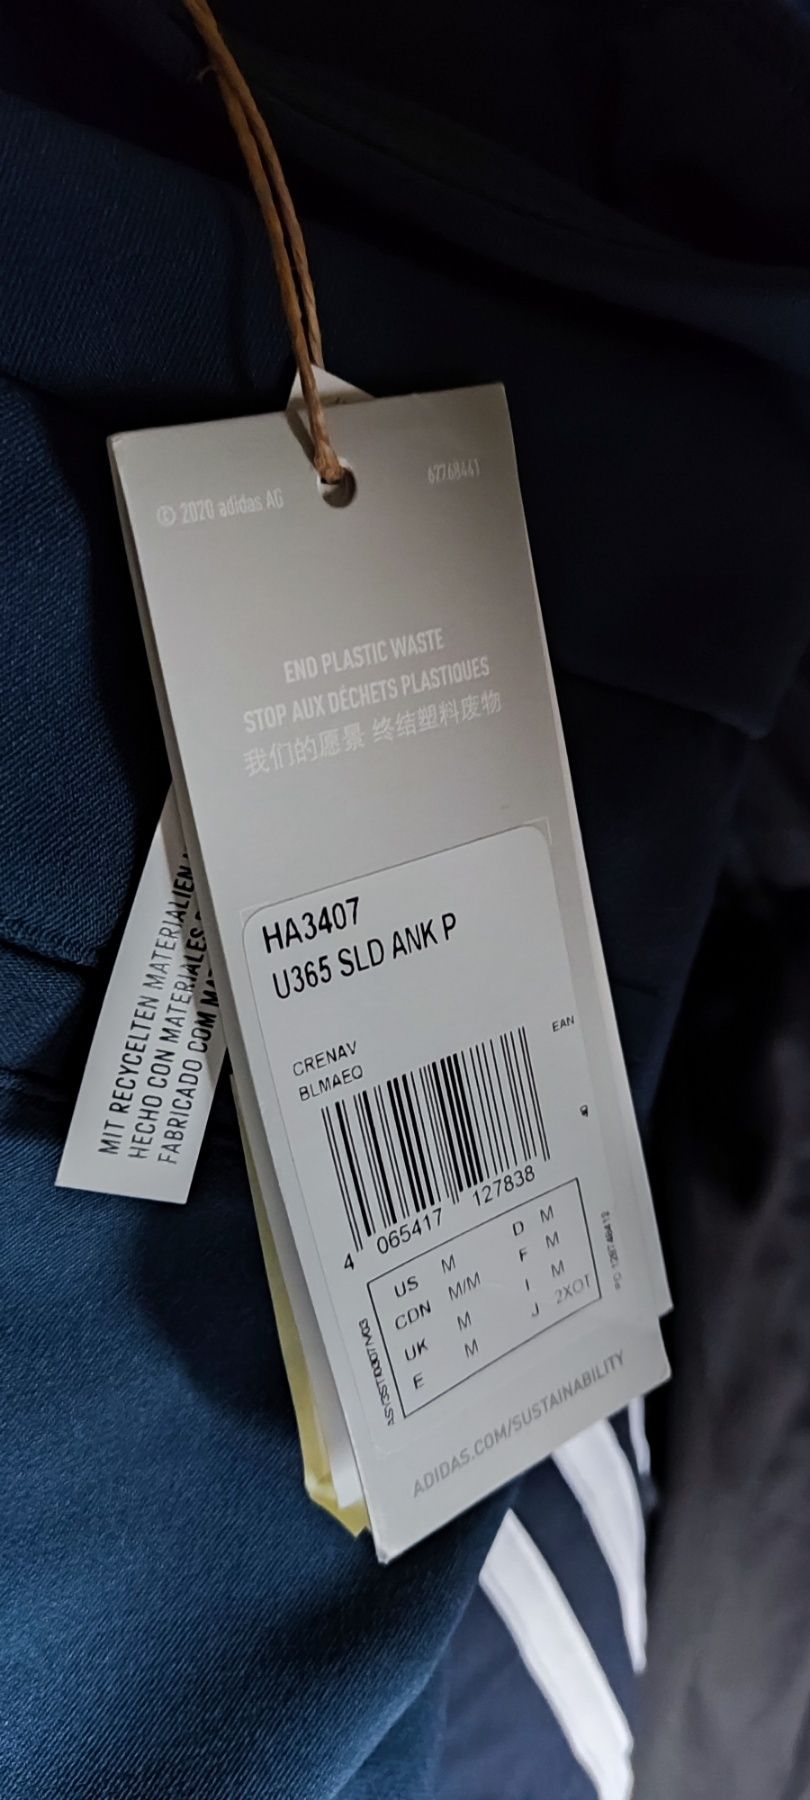 © 2020 adidas AG
62768441
END PLASTIC WASTE
STOP AUX DÉCHETS PLASTIQUES
我们的愿景 终结塑料废物
HA3407
U365 SLD ANK P
CRENAV
BLMAEQ
EAN
4 065417 127838
US M D M
CDN M/M F M
UK M I M
E M J 2XOT
ADIDAS.COM/SUSTAINABILITY
MIT RECYCELTEN MATERIALIEN
HECHO CON MATERIALES
FABRICADO COM